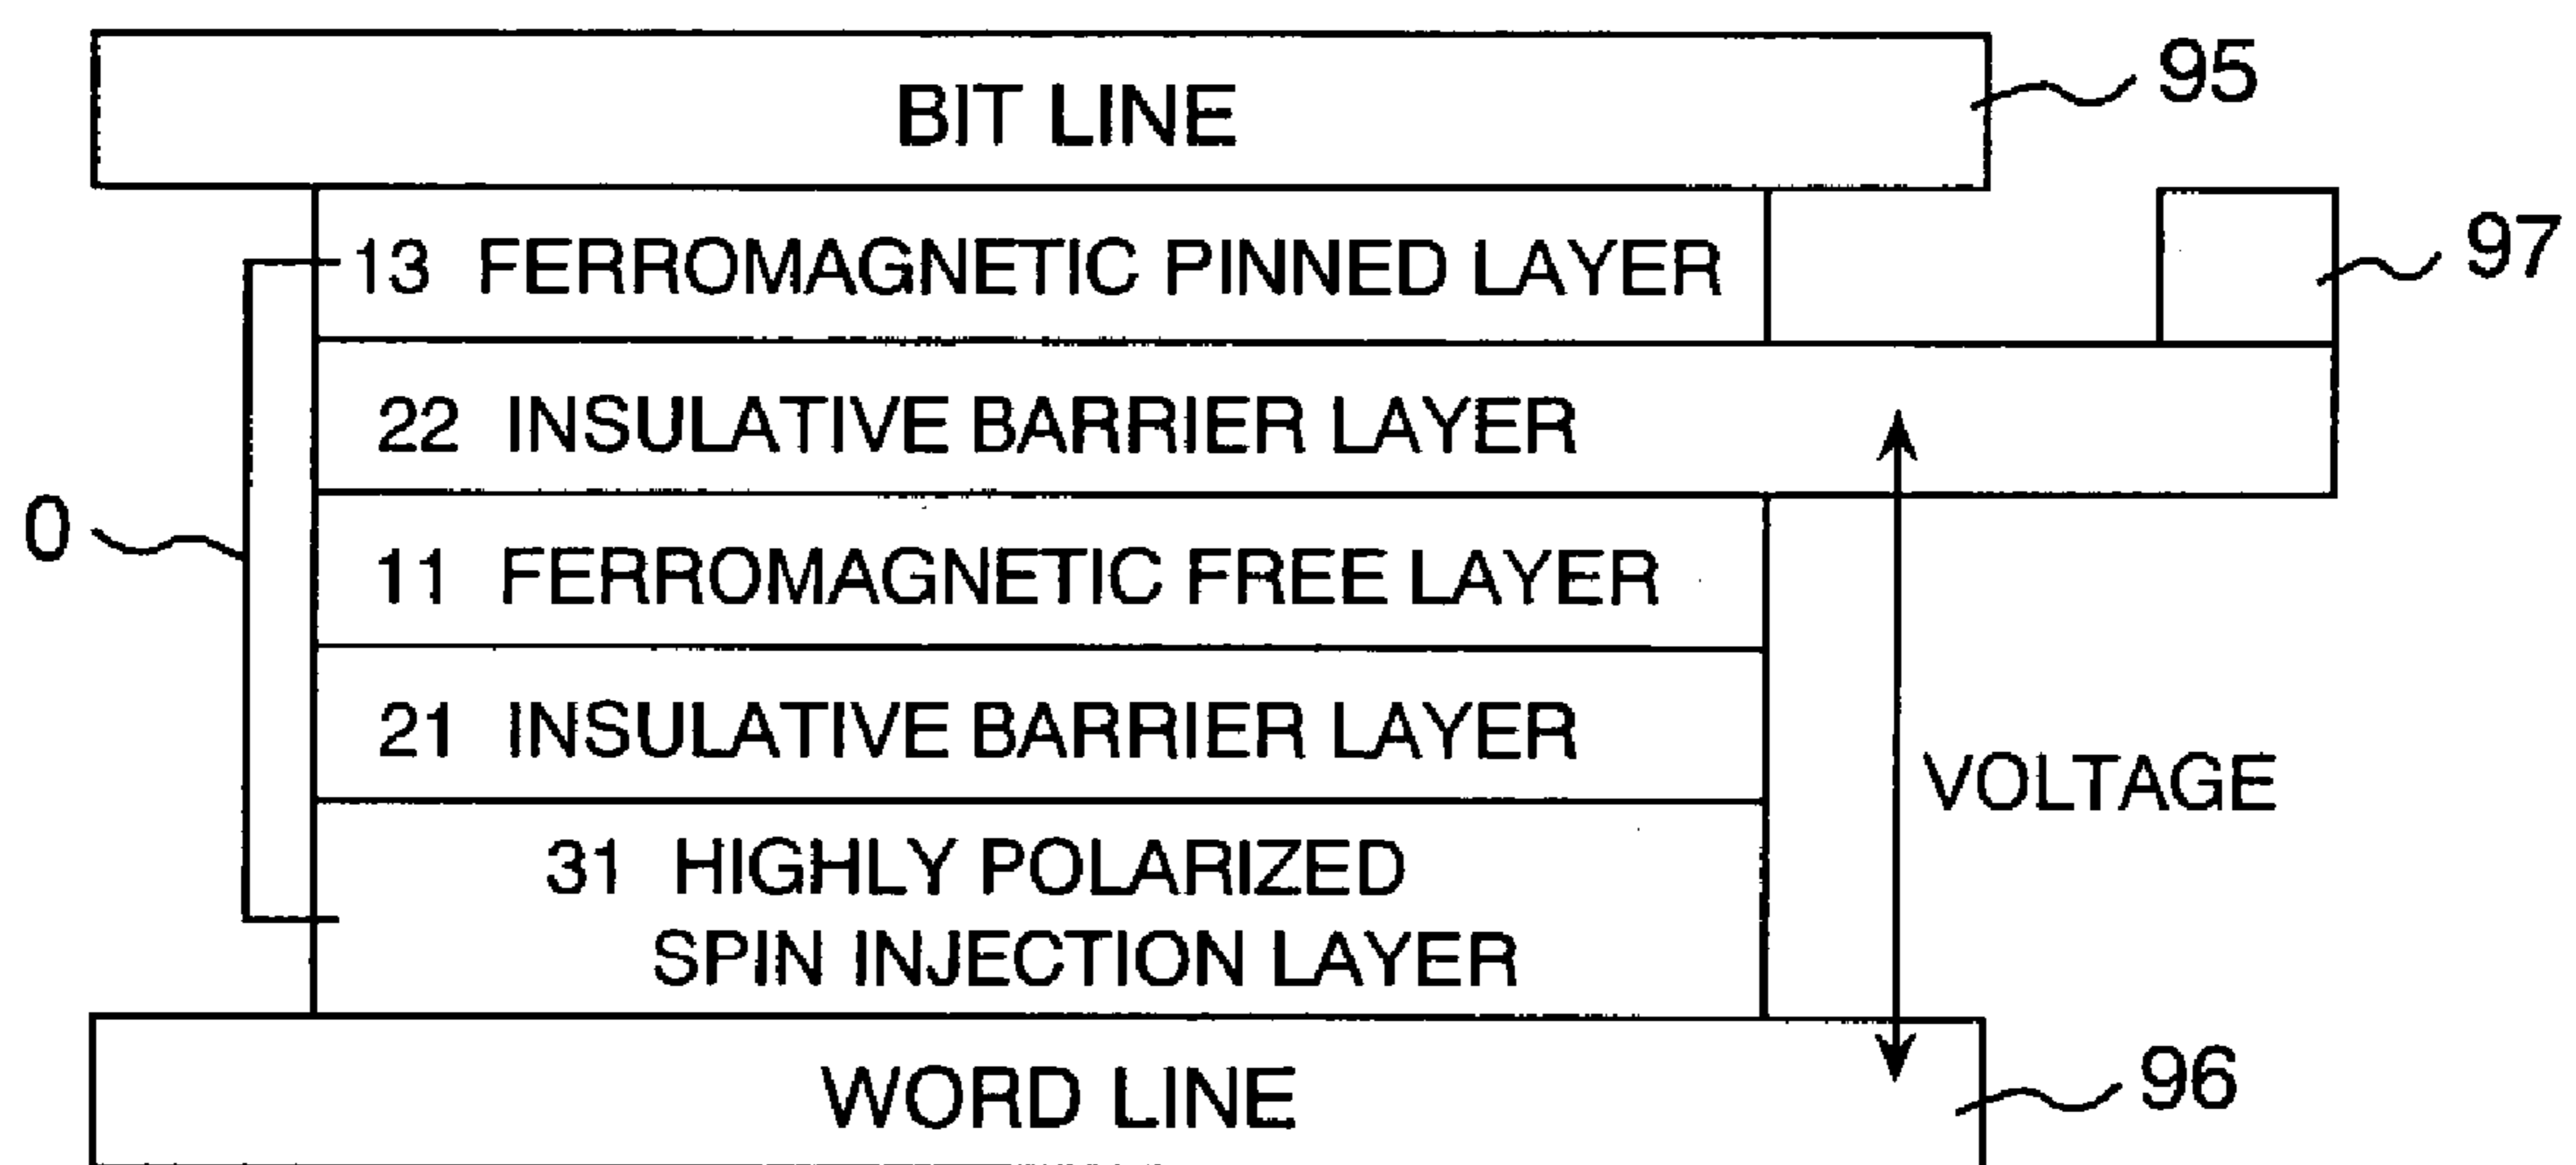 BIT LINE
95
13 FERROMAGNETIC PINNED LAYER
97
22 INSULATIVE BARRIER LAYER
0
11 FERROMAGNETIC FREE LAYER
21 INSULATIVE BARRIER LAYER
VOLTAGE
31 HIGHLY POLARIZED
SPIN INJECTION LAYER
WORD LINE
96